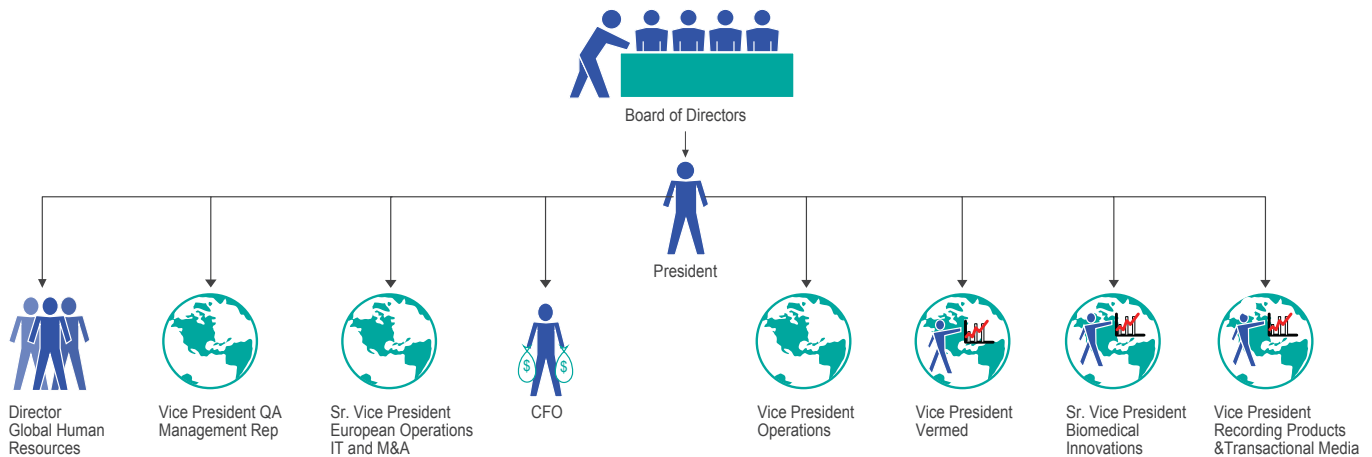 Board of Directors
President
Director
Global Human
Resources
Vice President QA
Management Rep
Sr. Vice President
European Operations
IT and M&A
$ $
CFO
Vice President
Operations
Vice President
Vermed
Sr. Vice President
Biomedical
Innovations
Vice President
Recording Products
&Transactional Media